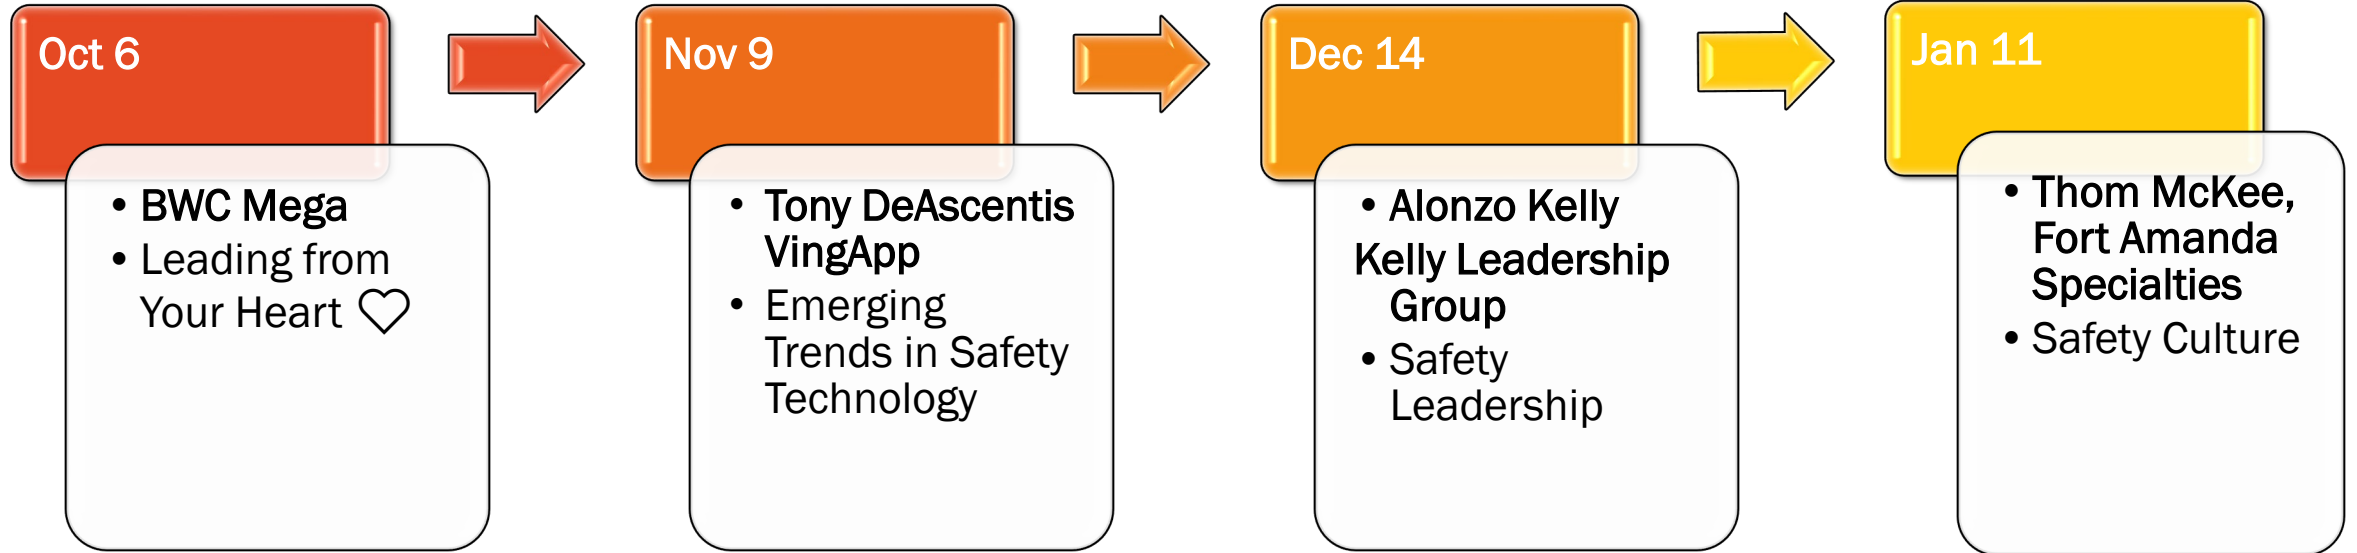 Oct 6
• BWC Mega
• Leading from
Your Heart ♡
Nov 9
• Tony DeAscentis
VingApp
• Emerging
Trends in Safety
Technology
Dec 14
• Alonzo Kelly
Kelly Leadership
Group
• Safety
Leadership
Jan 11
• Thom McKee,
Fort Amanda
Specialties
• Safety Culture